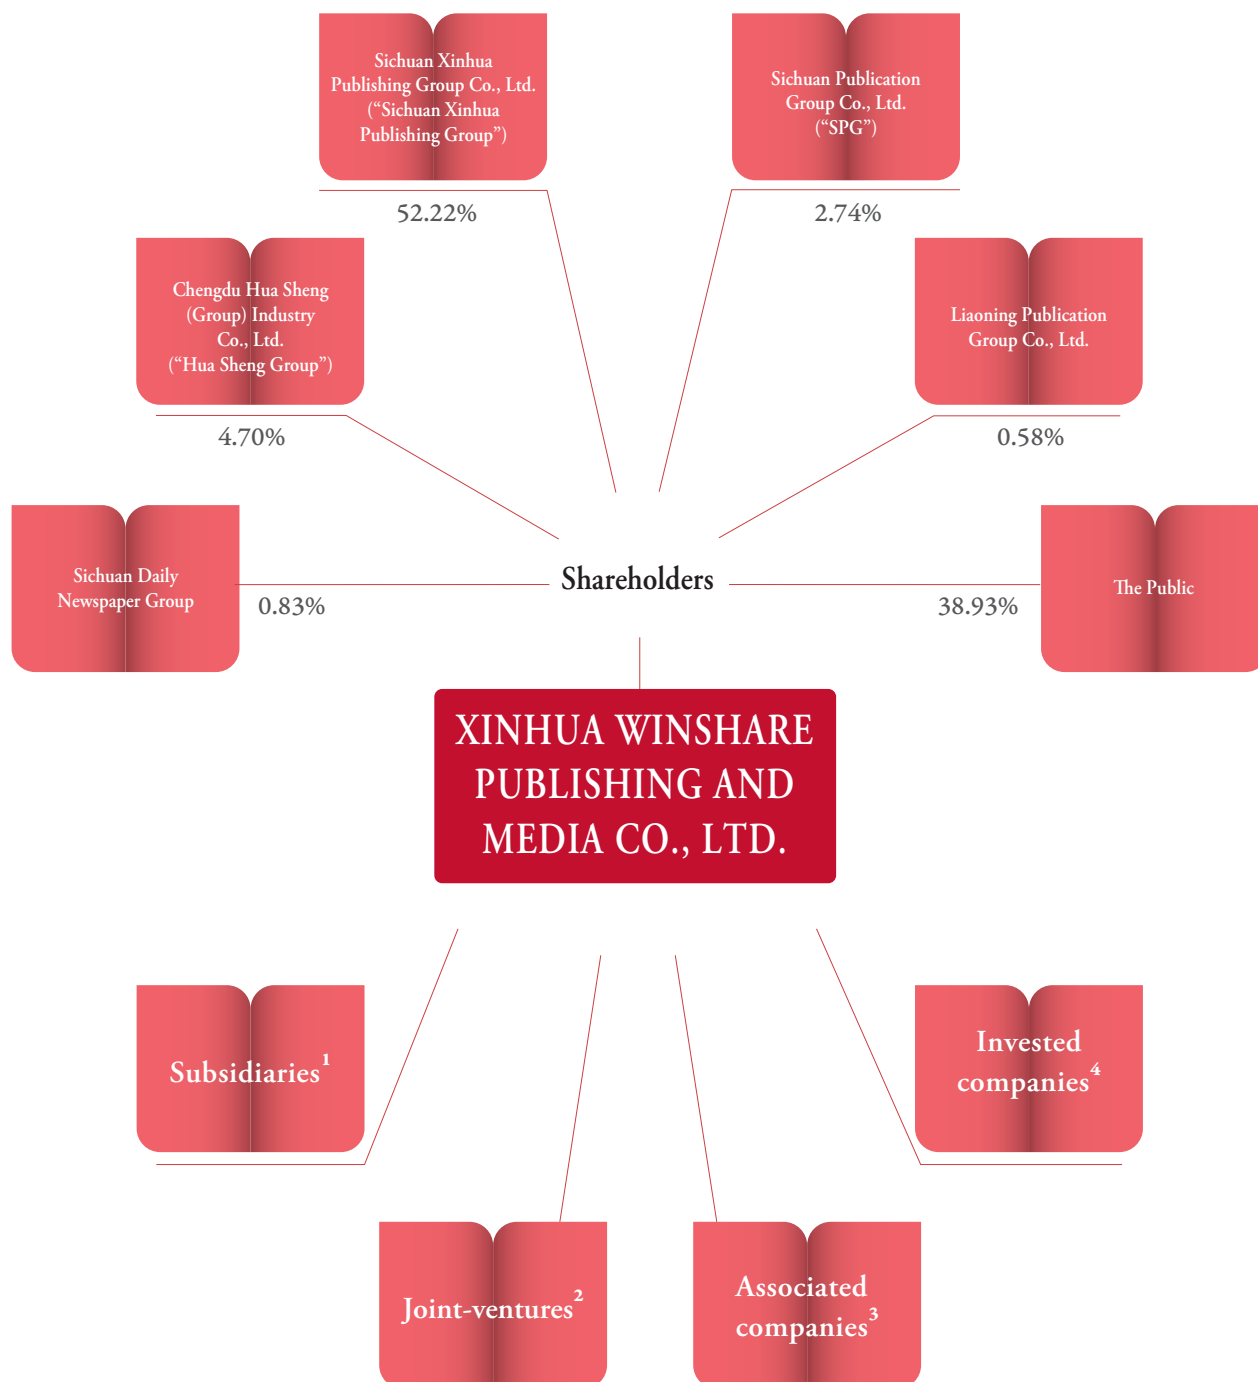 Sichuan Xinhua
Publishing Group Co., Ltd.
(“Sichuan Xinhua
Publishing Group”)
52.22%
Sichuan Publication
Group Co., Ltd.
(“SPG”)
2.74%
Chengdu Hua Sheng
(Group) Industry
Co., Ltd.
(“Hua Sheng Group”)
4.70%
Liaoning Publication
Group Co., Ltd.
0.58%
Sichuan Daily
Newspaper Group
0.83%
Shareholders
38.93%
The Public
XINHUA WINSHARE
PUBLISHING AND
MEDIA CO., LTD.
Subsidiaries¹
Invested
companies⁴
Joint-ventures²
Associated
companies³